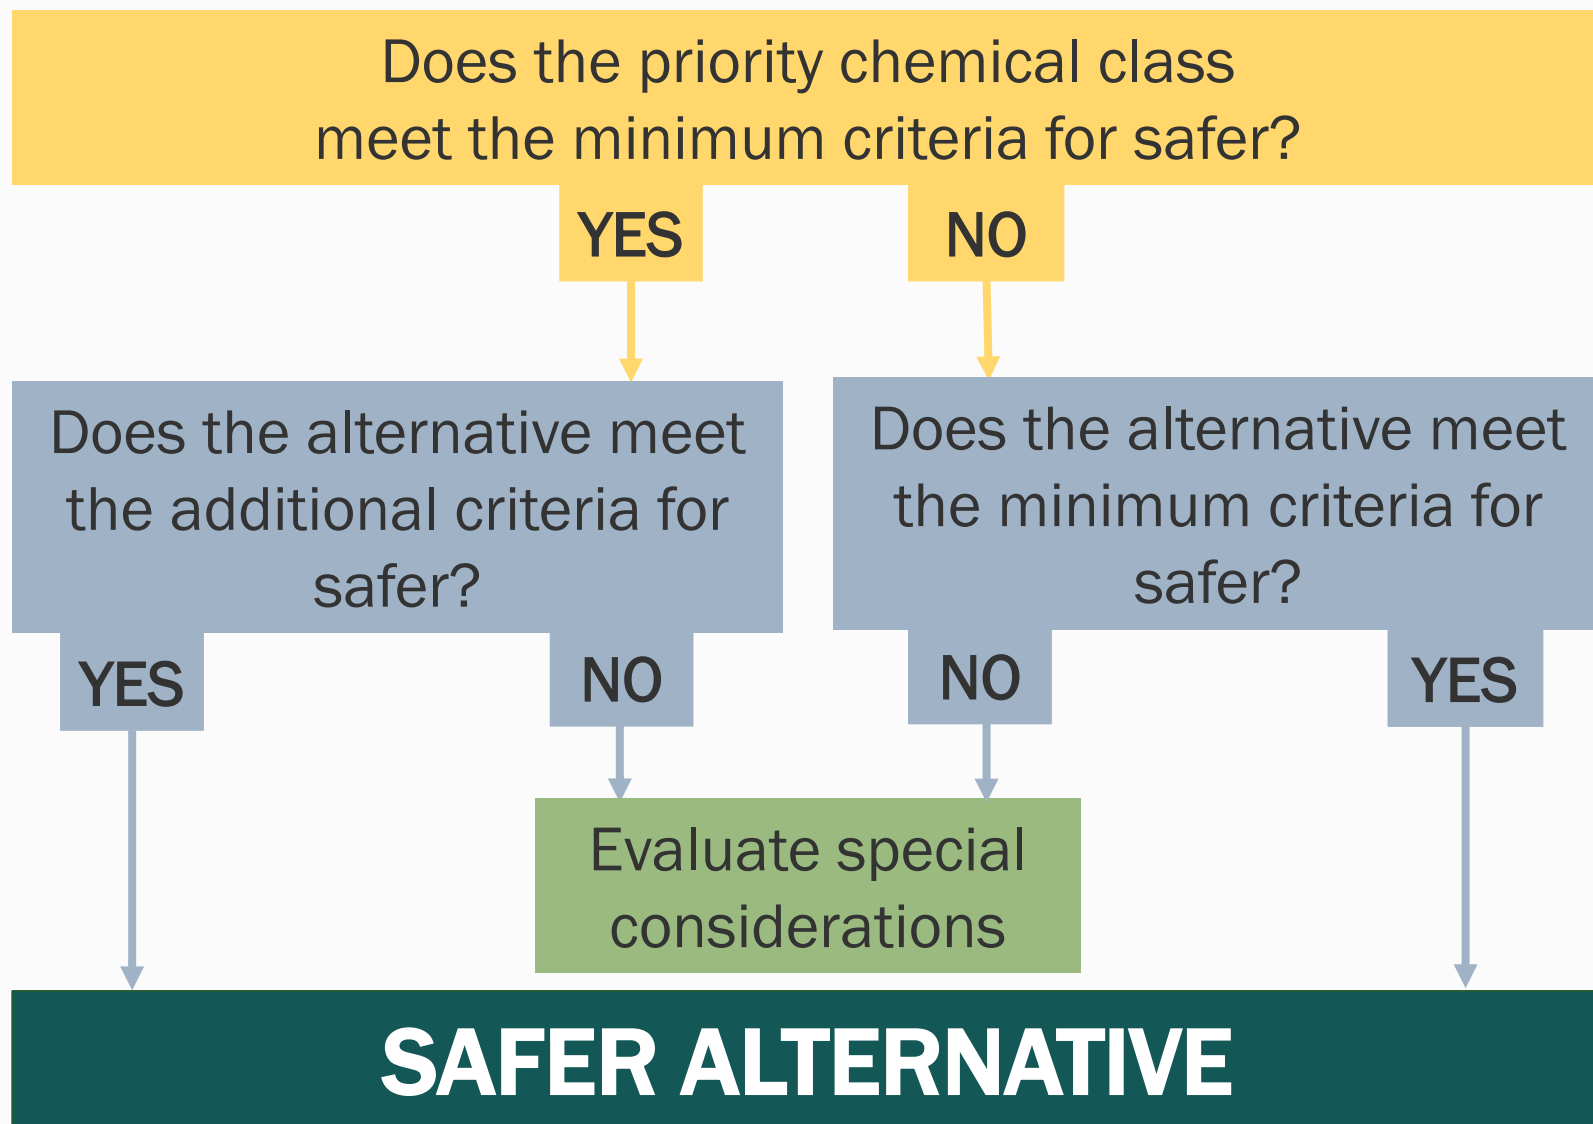 Does the priority chemical class
meet the minimum criteria for safer?
YES
NO
Does the alternative meet
the additional criteria for
safer?
YES
NO
Does the alternative meet
the minimum criteria for
safer?
NO
YES
Evaluate special
considerations
SAFER ALTERNATIVE